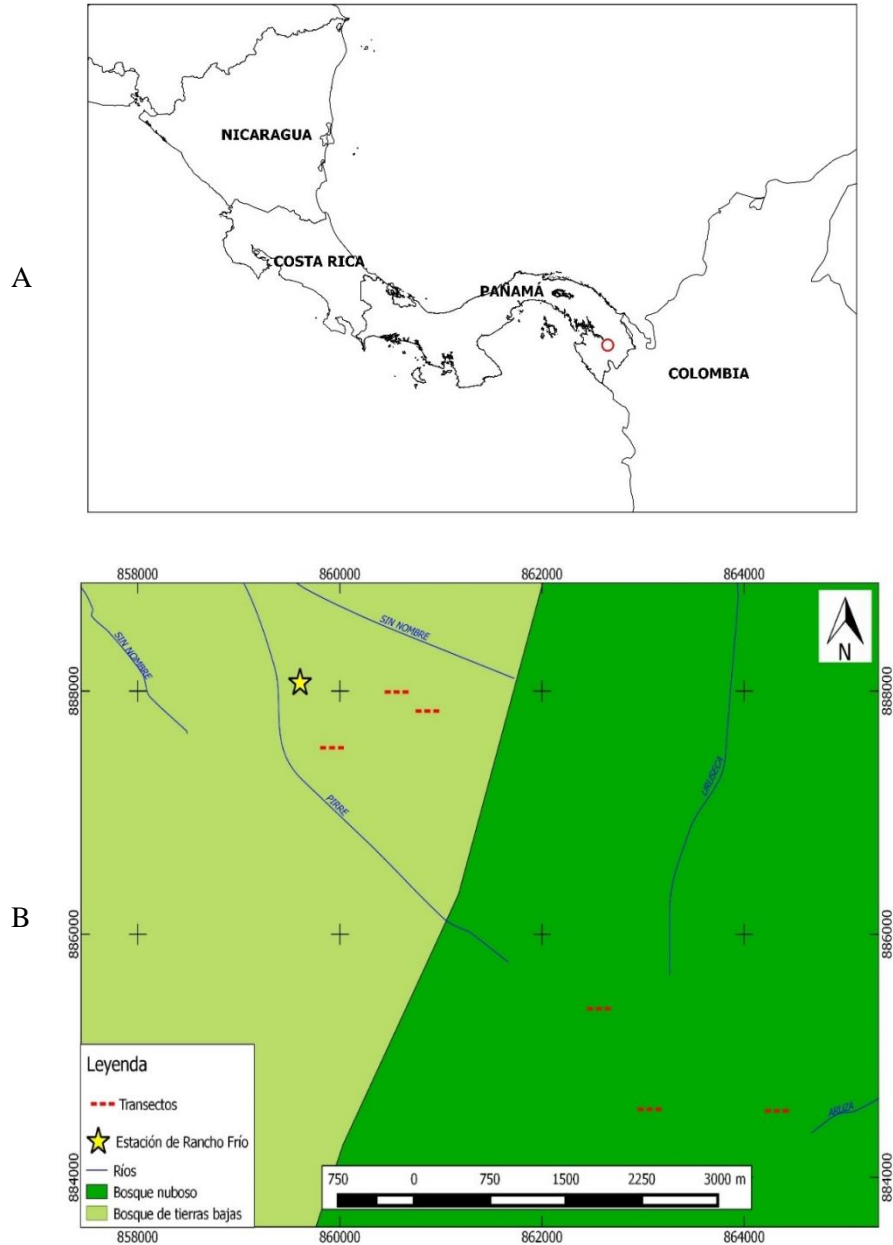 NICARAGUA
COSTA RICA
PANAMÁ
COLOMBIA
A
858000 860000 862000 864000
SIN NOMBRE
SIN NOMBRE
N
888000 888000
PIRRE
URUSECA
B
886000 886000
ARUZA
884000 884000
Leyenda
Transectos
Estación de Rancho Frío
Ríos
Bosque nuboso
Bosque de tierras bajas
750 0 750 1500 2250 3000 m
858000 860000 862000 864000